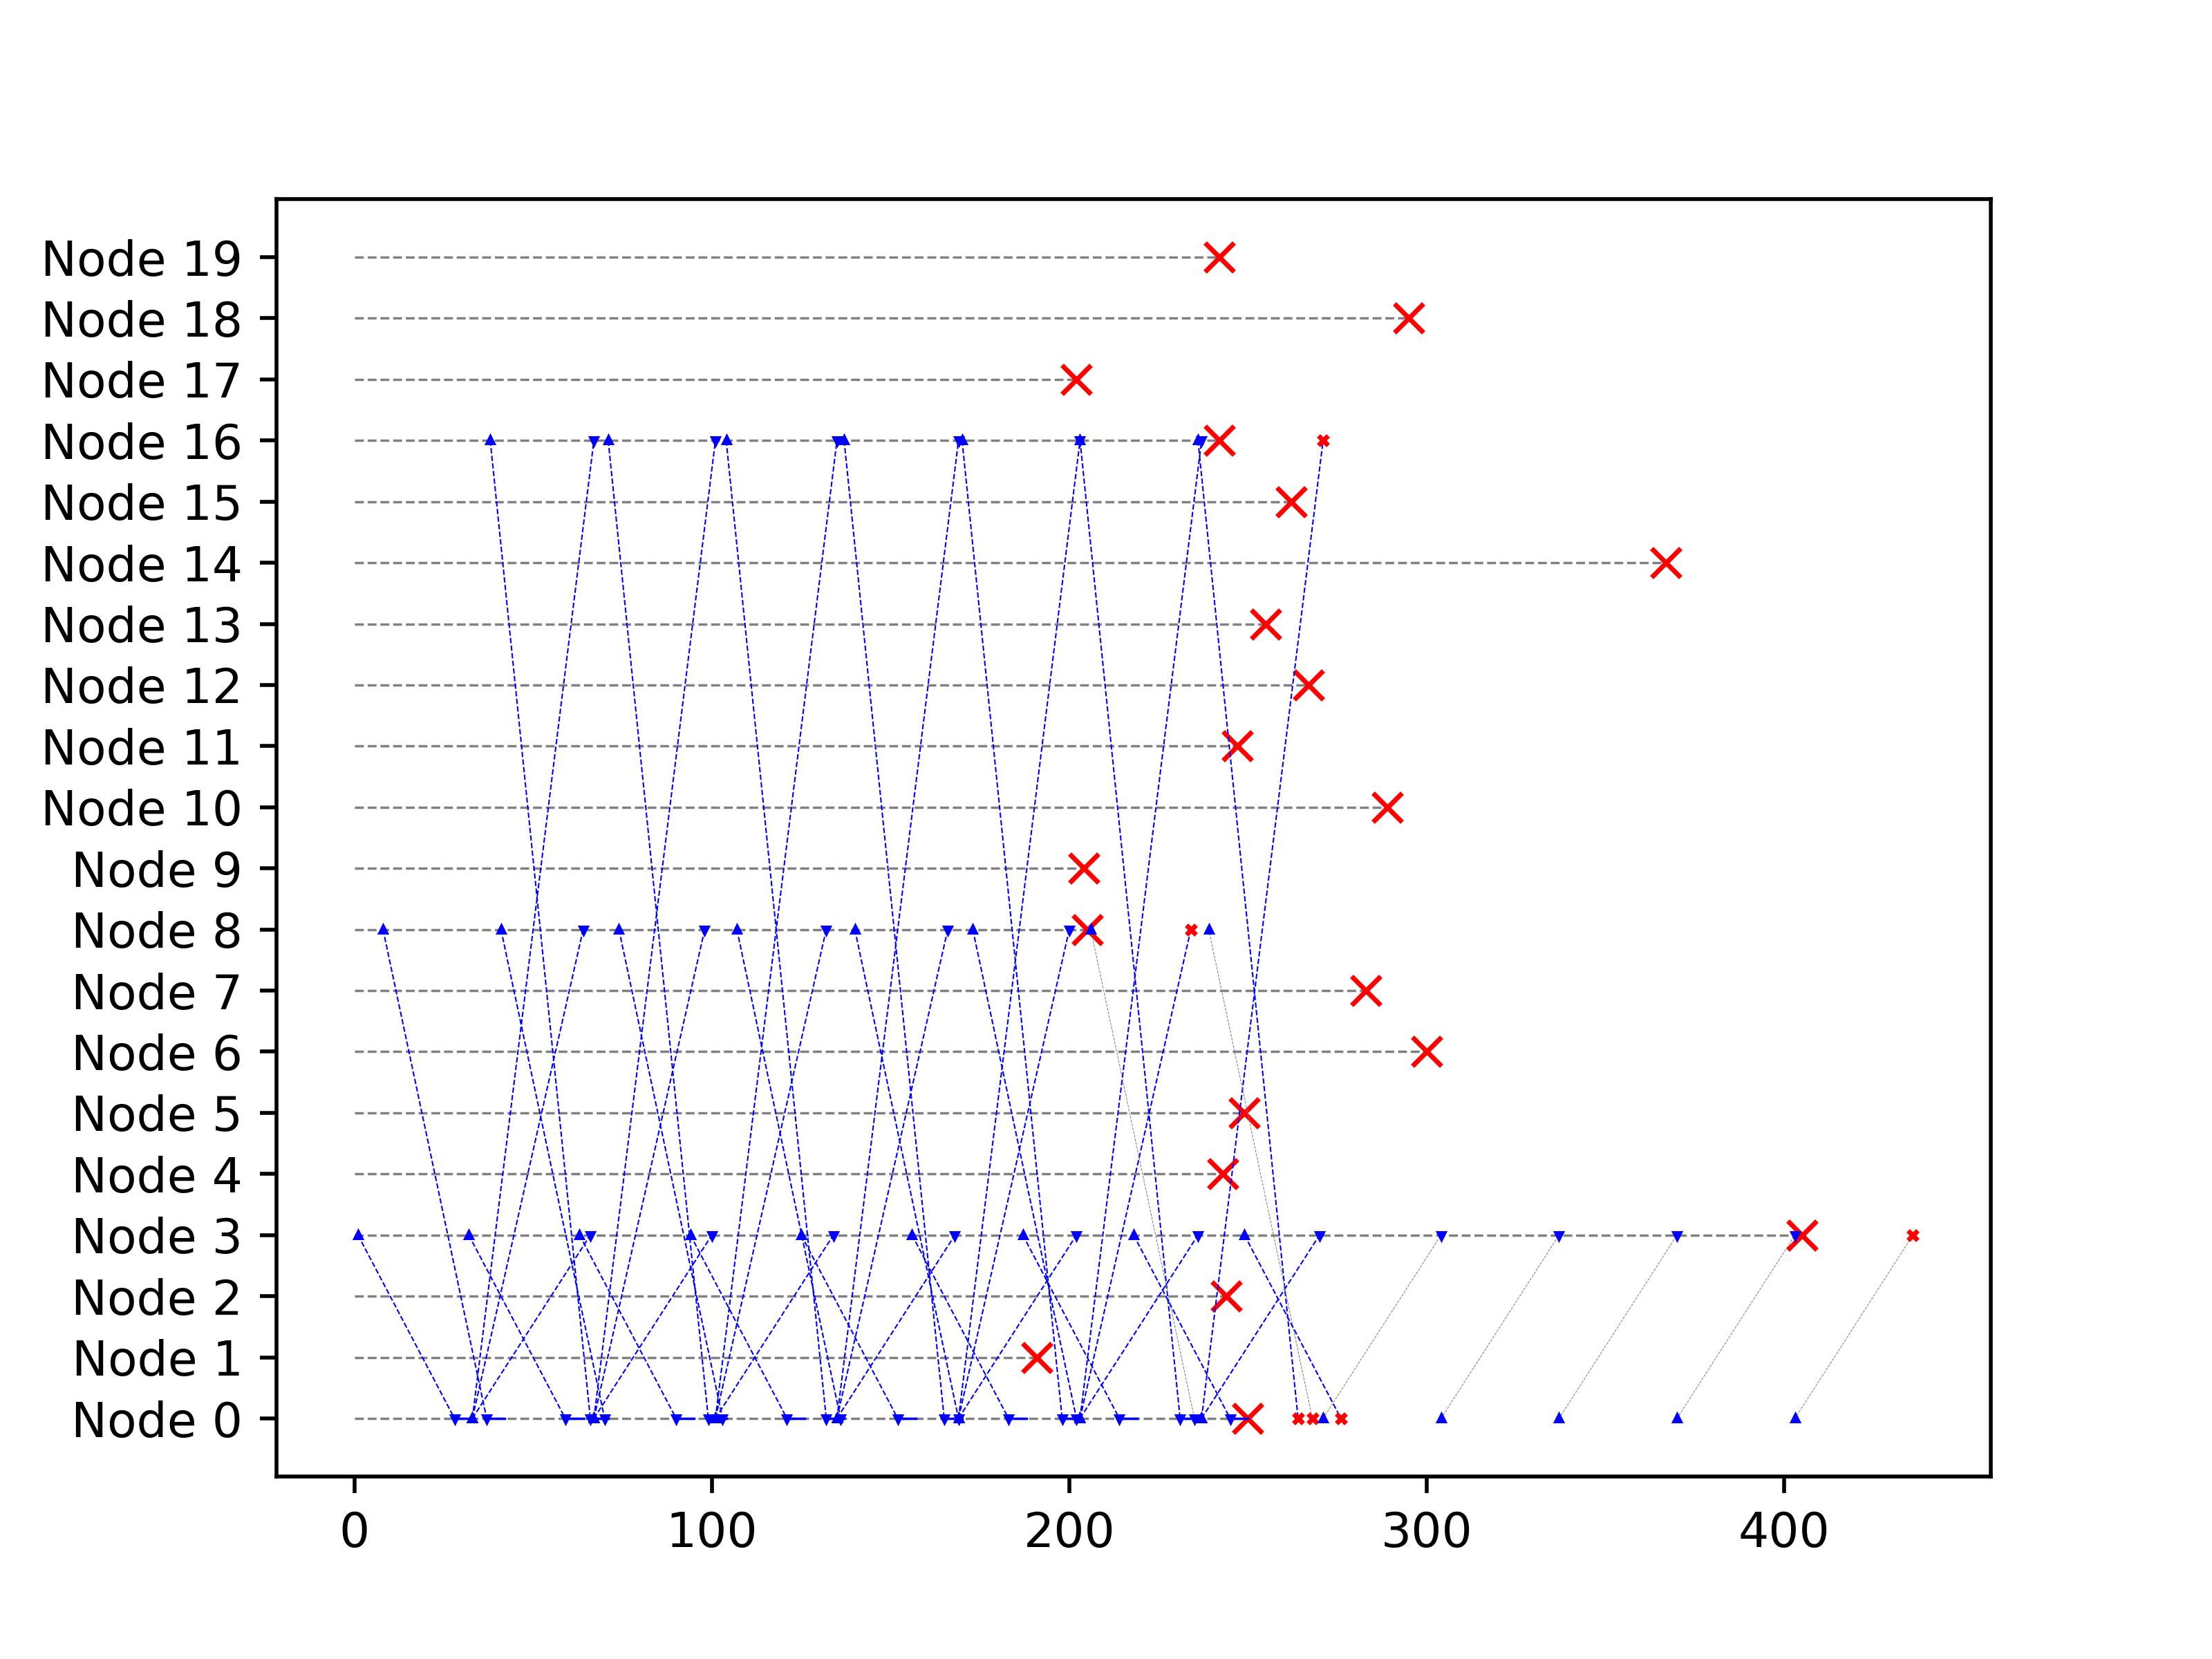 Node 19
Node 18
Node 17
Node 16
Node 15
Node 14
Node 13
Node 12
Node 11
Node 10
Node 9
Node 8
Node 7
Node 6
Node 5
Node 4
Node 3
Node 2
Node 1
Node 0
0 100 200 300 400